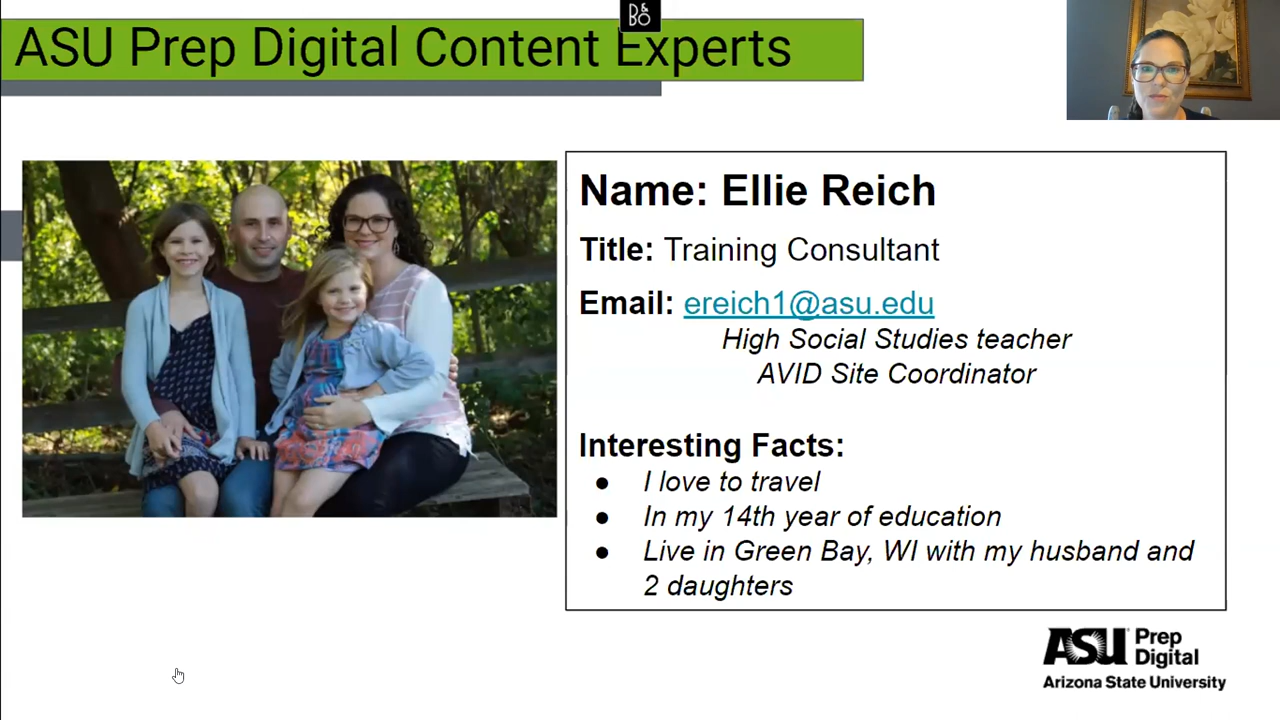 B&O
ASU Prep Digital Content Experts
Name: Ellie Reich
Title: Training Consultant
Email: ereich1@asu.edu
High Social Studies teacher
AVID Site Coordinator
Interesting Facts:
● I love to travel
● In my 14th year of education
● Live in Green Bay, WI with my husband and
2 daughters
ASU Prep
Digital
Arizona State University